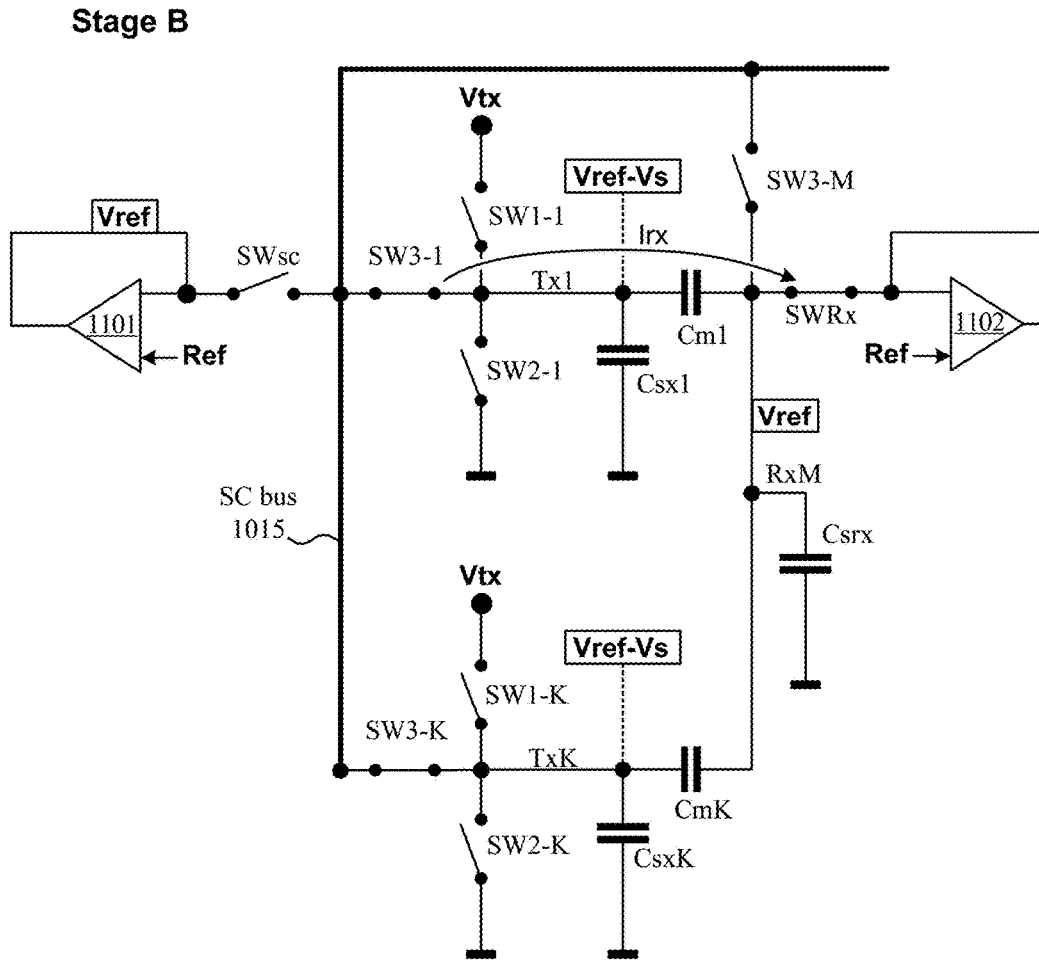 Stage B
Vtx
Vref-Vs
SW3-M
Vref
SW1-1
Irx
SWsc
SW3-1
Tx1
SWRx
1101
1102
Cm1
Ref
Ref
SW2-1
Csx1
Vref
RxM
SC bus
1015
Csrx
Vtx
Vref-Vs
SW1-K
SW3-K
TxK
CmK
SW2-K
CsxK